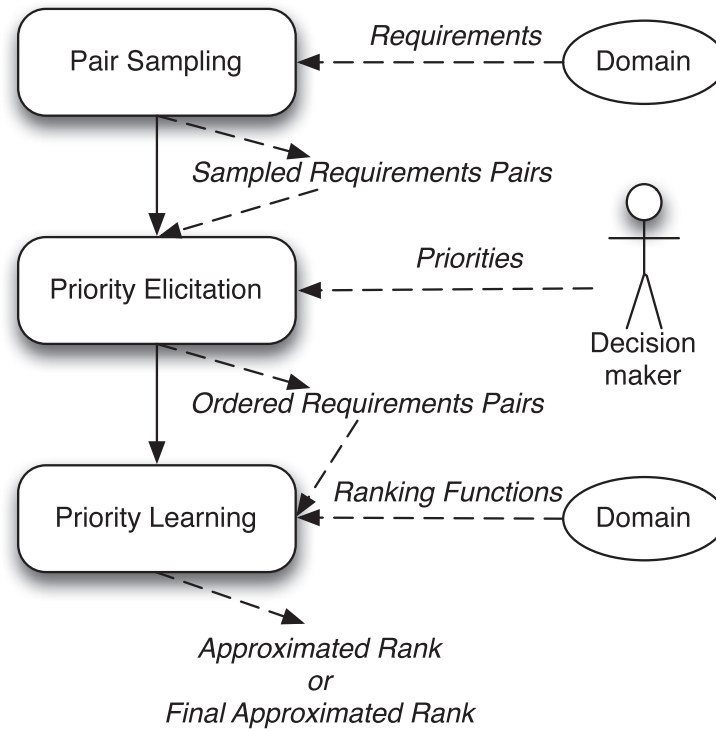 Requirements
Pair Sampling
Domain
Sampled Requirements Pairs
Priorities
Priority Elicitation
Decision
maker
Ordered Requirements Pairs
Ranking Functions
Priority Learning
Domain
Approximated Rank
or
Final Approximated Rank